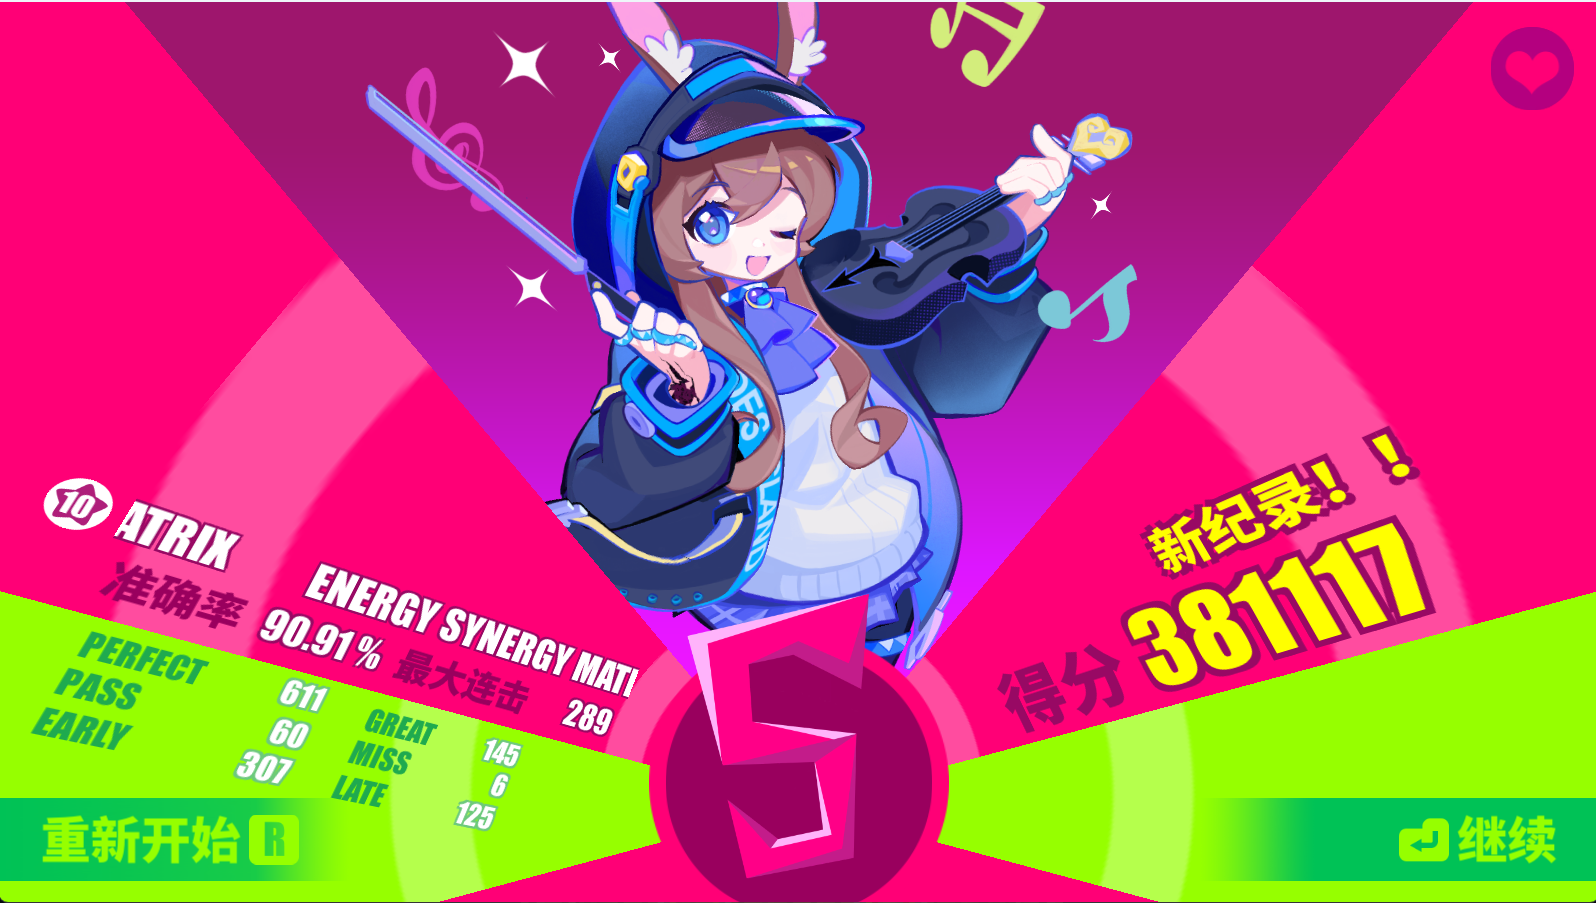 新纪录！！
得分 381117
10 ATRIX ENERGY SYNERGY MATI
准确率 90.91 % 最大连击 289
PERFECT 611 GREAT 145
PASS 60 MISS 6
EARLY 307 LATE 125
S
重新开始 R
继续